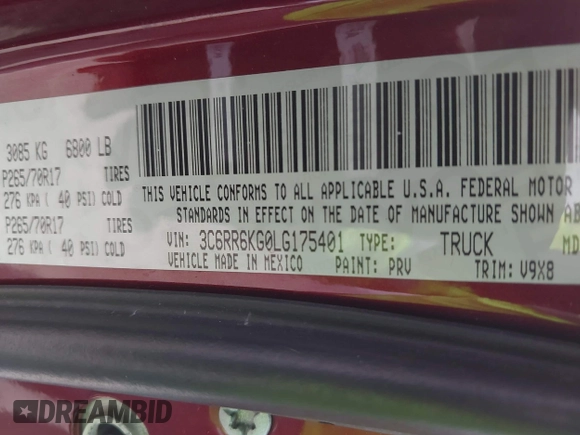 3085 KG 6800 LB
P265/70R17 TIRES
276 KPA ( 40 PSI) COLD
P265/70R17 TIRES
276 KPA ( 40 PSI) COLD
THIS VEHICLE CONFORMS TO ALL APPLICABLE U.S.A. FEDERAL MOTOR
STANDARDS IN EFFECT ON THE DATE OF MANUFACTURE SHOWN AB
VIN: 3C6RR6KG0LG175401 TYPE: TRUCK MD
VEHICLE MADE IN MEXICO PAINT: PRV TRIM: V9X8
DREAMBID